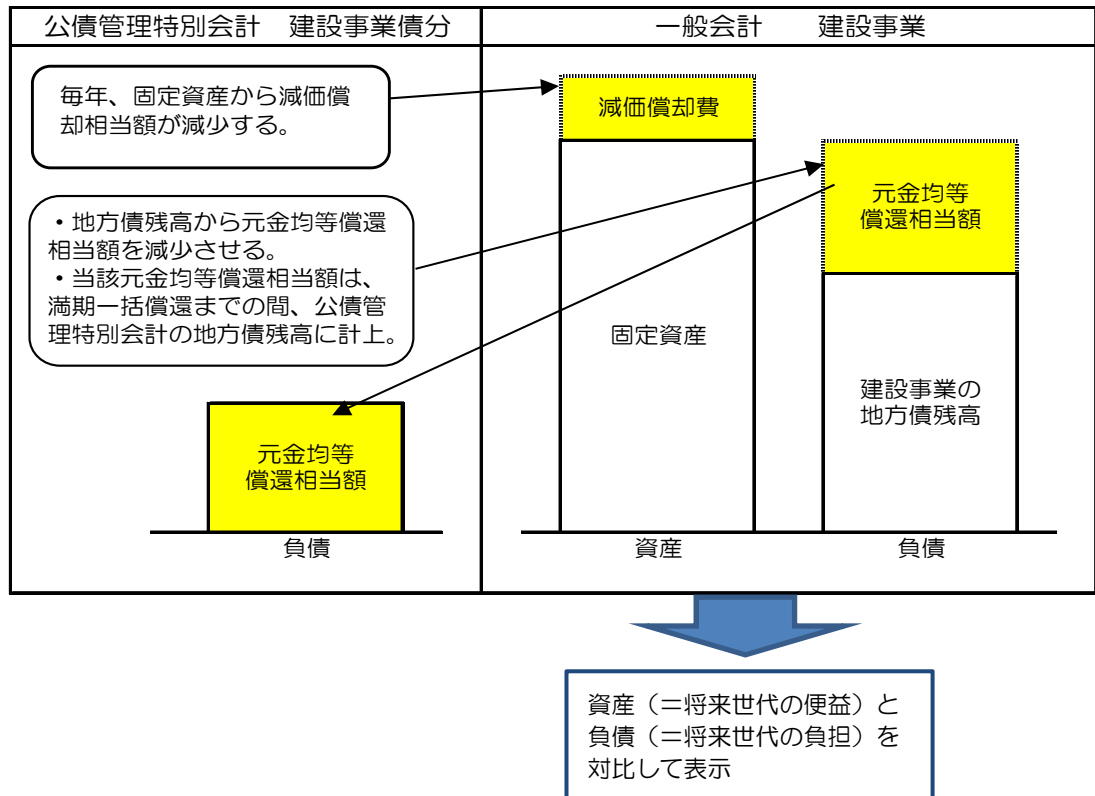 公債管理特別会計　建設事業債分
一般会計　　建設事業
毎年、固定資産から減価償
却相当額が減少する。
減価償却費
・地方債残高から元金均等償還
相当額を減少させる。
・当該元金均等償還相当額は、
満期一括償還までの間、公債管
理特別会計の地方債残高に計上。
元金均等
償還相当額
固定資産
建設事業の
地方債残高
元金均等
償還相当額
負債
資産
負債
資産（＝将来世代の便益）と
負債（＝将来世代の負担）を
対比して表示